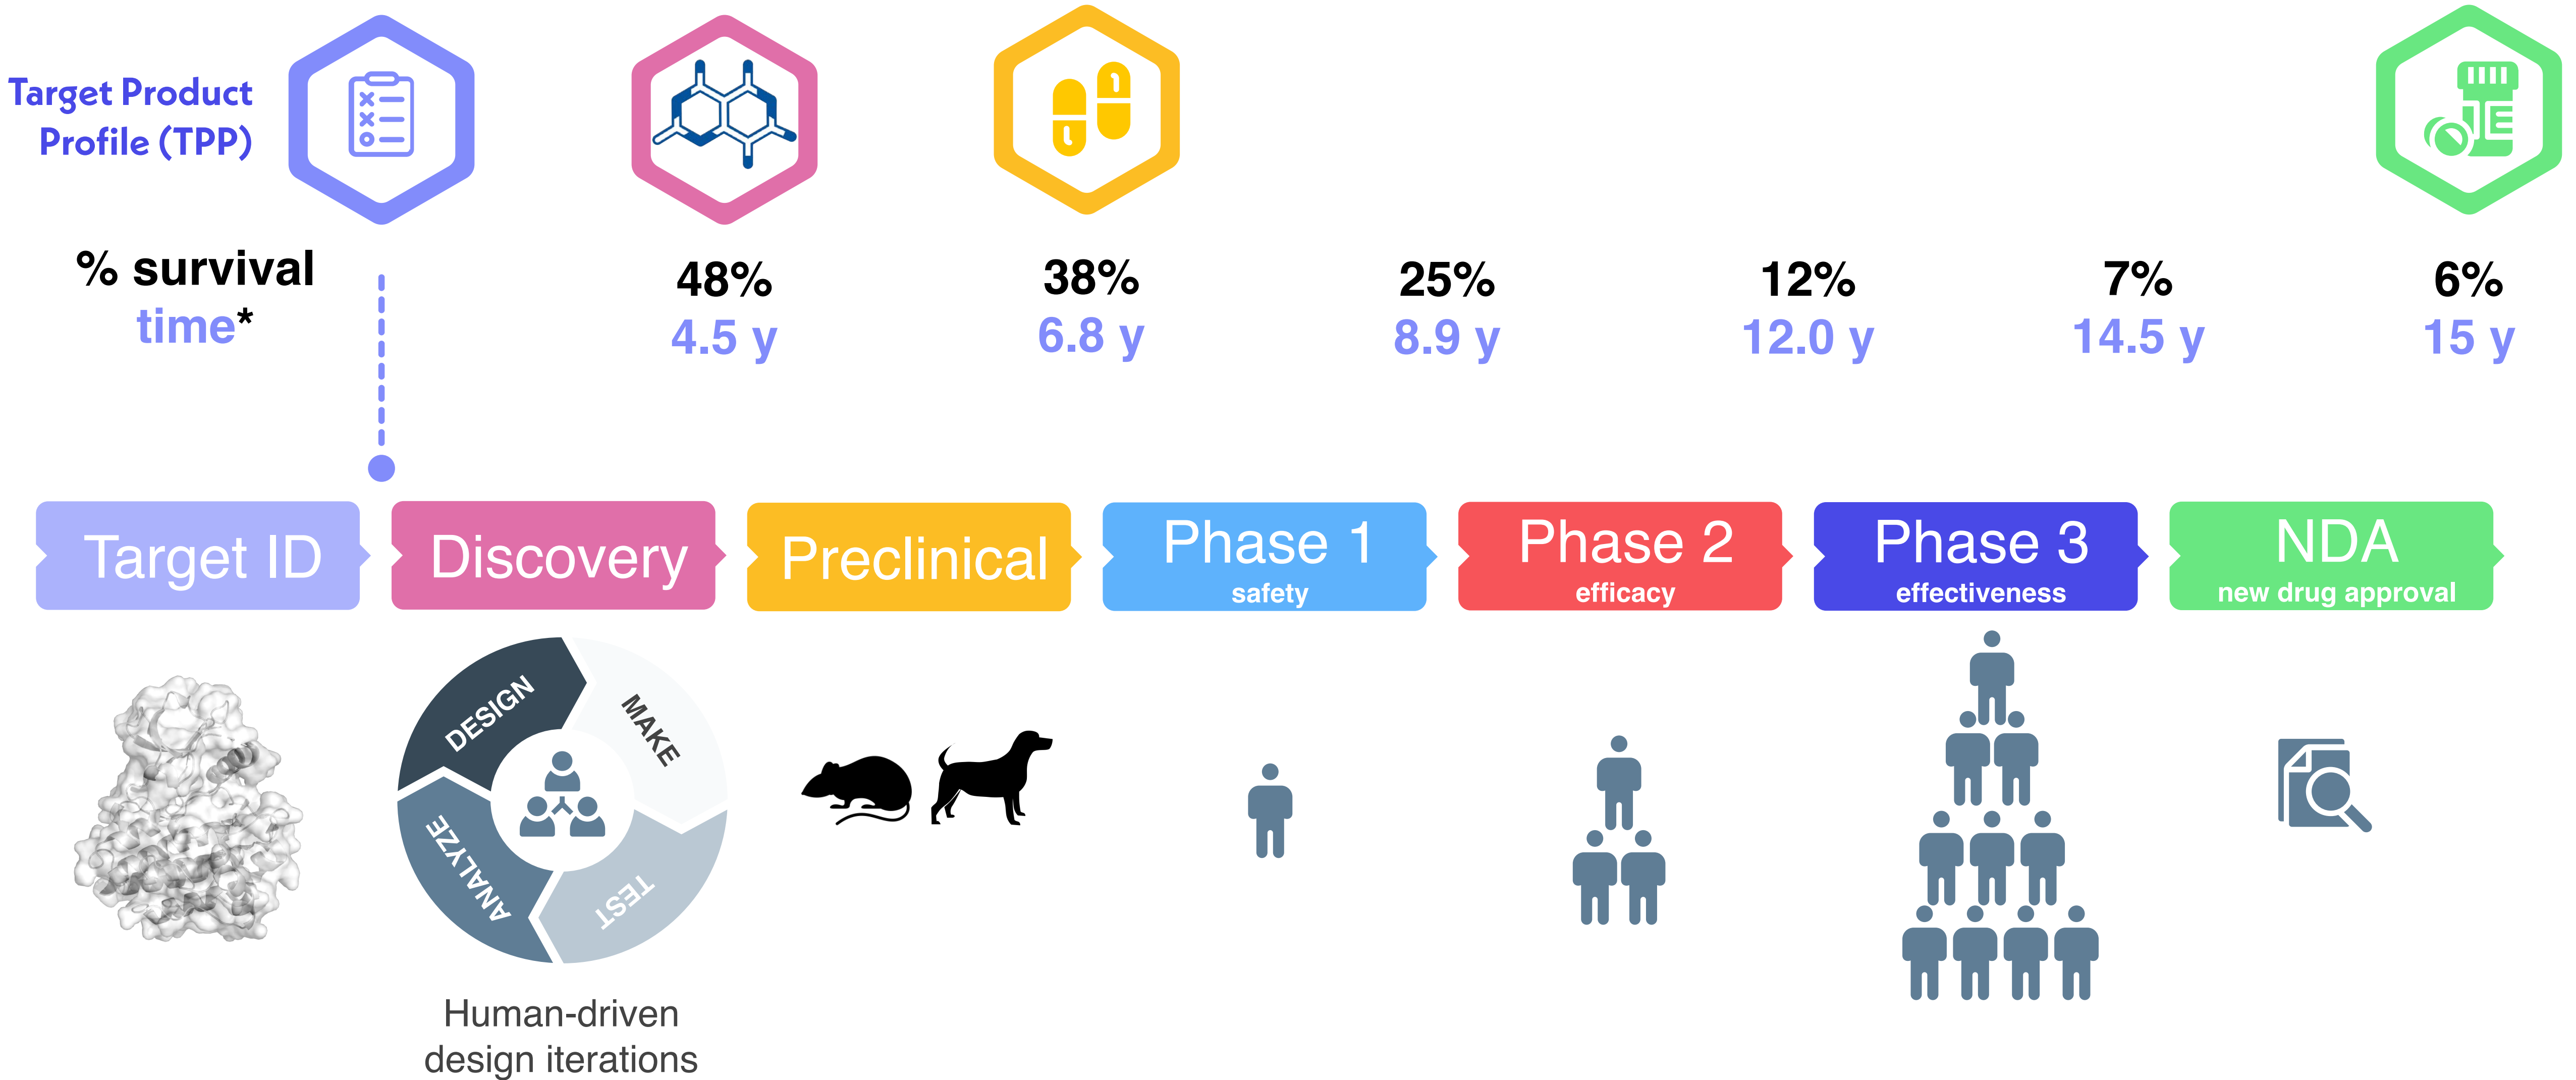 Target Product
Profile (TPP)
% survival
time*
48%
4.5 y
38%
6.8 y
25%
8.9 y
12%
12.0 y
7%
14.5 y
6%
15 y
Target ID
Discovery
Preclinical
Phase 1
safety
Phase 2
efficacy
Phase 3
effectiveness
NDA
new drug approval
DESIGN
MAKE
TEST
ANALYZE
Human-driven
design iterations